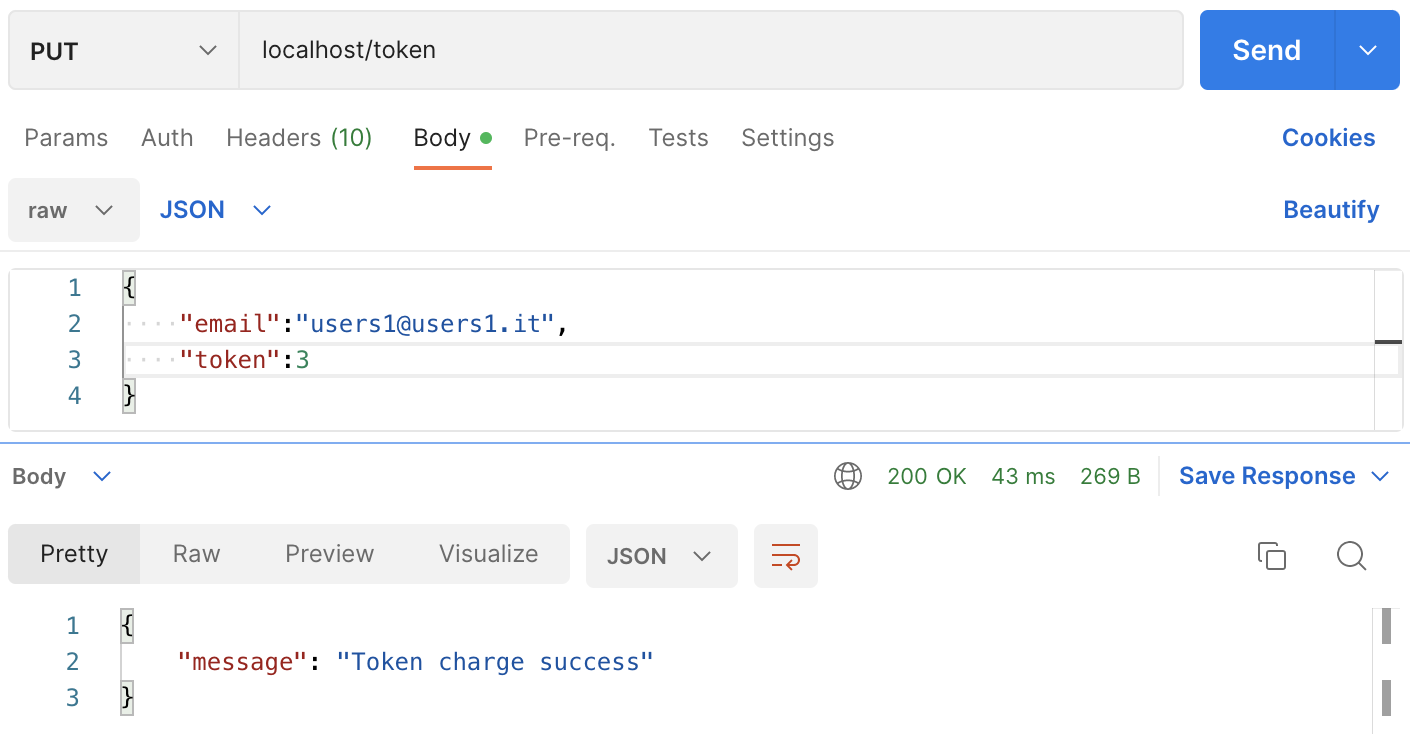 PUT localhost/token Send
Params Auth Headers (10) Body Pre-req. Tests Settings Cookies
raw JSON Beautify
1 {
2 ····"email":"users1@users1.it",
3 ····"token":3
4 }
Body 200 OK 43 ms 269 B Save Response
Pretty Raw Preview Visualize JSON
1 {
2 "message": "Token charge success"
3 }